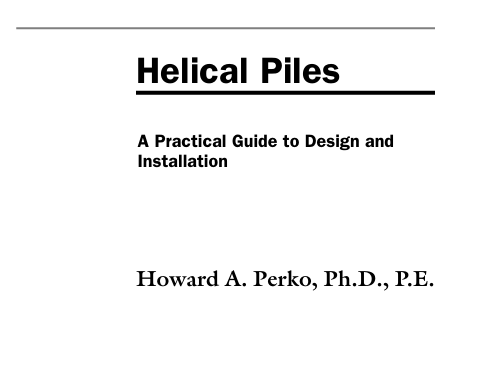 Helical Piles
A Practical Guide to Design and
Installation
Howard A. Perko, Ph.D., P.E.